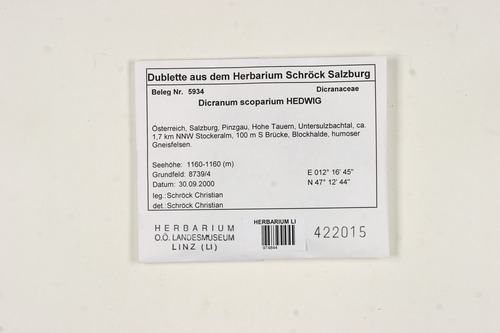 Dublette aus dem Herbarium Schröck Salzburg
Beleg Nr. 5934 Dicranaceae
Dicranum scoparium HEDWIG
Österreich, Salzburg, Pinzgau, Hohe Tauern, Untersulzbachtal, ca.
1,7 km NNW Stockeralm, 100 m S Brücke, Blockhalde, humoser
Gneisfelsen.
Seehöhe: 1160-1160 (m)
Grundfeld: 8739/4 E 012° 16' 45"
Datum: 30.09.2000 N 47° 12' 44"
leg.:Schröck Christian
det.:Schröck Christian
HERBARIUM
O.Ö. LANDESMUSEUM
LINZ (LI)
HERBARIUM LI
422015